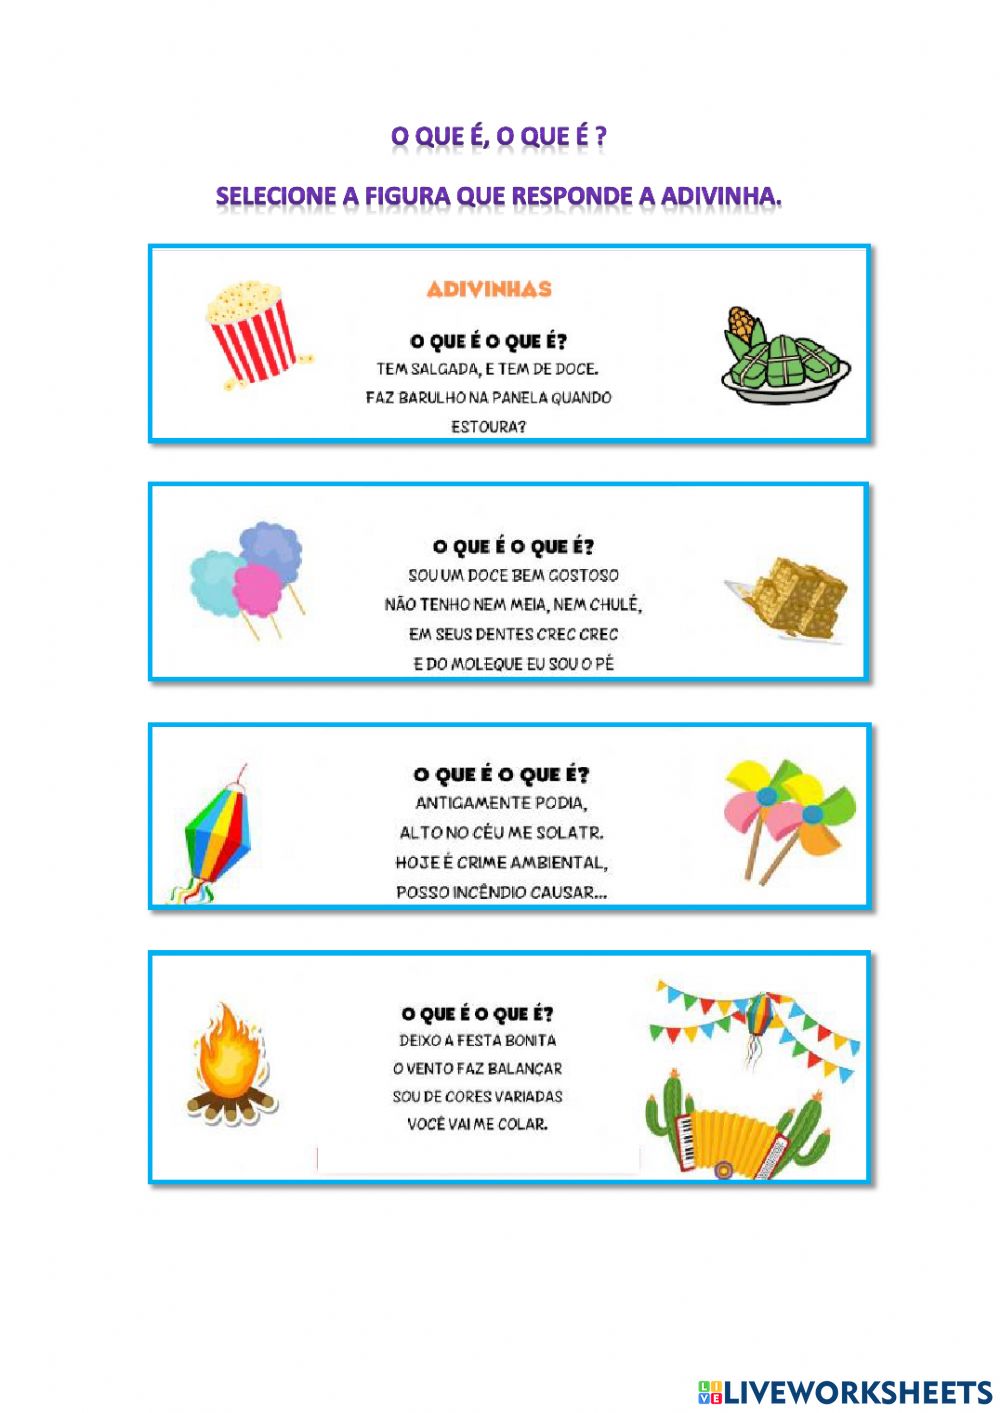 O QUE É, O QUE É ?
SELECIONE A FIGURA QUE RESPONDE A ADIVINHA.
ADIVINHAS
O QUE É O QUE É?
TEM SALGADA, E TEM DE DOCE.
FAZ BARULHO NA PANELA QUANDO
ESTOURA?
O QUE É O QUE É?
SOU UM DOCE BEM GOSTOSO
NÃO TENHO NEM MEIA, NEM CHULÉ,
EM SEUS DENTES CREC CREC
E DO MOLEQUE EU SOU O PÉ
O QUE É O QUE É?
ANTIGAMENTE PODIA,
ALTO NO CÉU ME SOLATR.
HOJE É CRIME AMBIENTAL,
POSSO INCÊNDIO CAUSAR...
O QUE É O QUE É?
DEIXO A FESTA BONITA
O VENTO FAZ BALANÇAR
SOU DE CORES VARIADAS
VOCÊ VAI ME COLAR.
LIVE LIVEWORKSHEETS